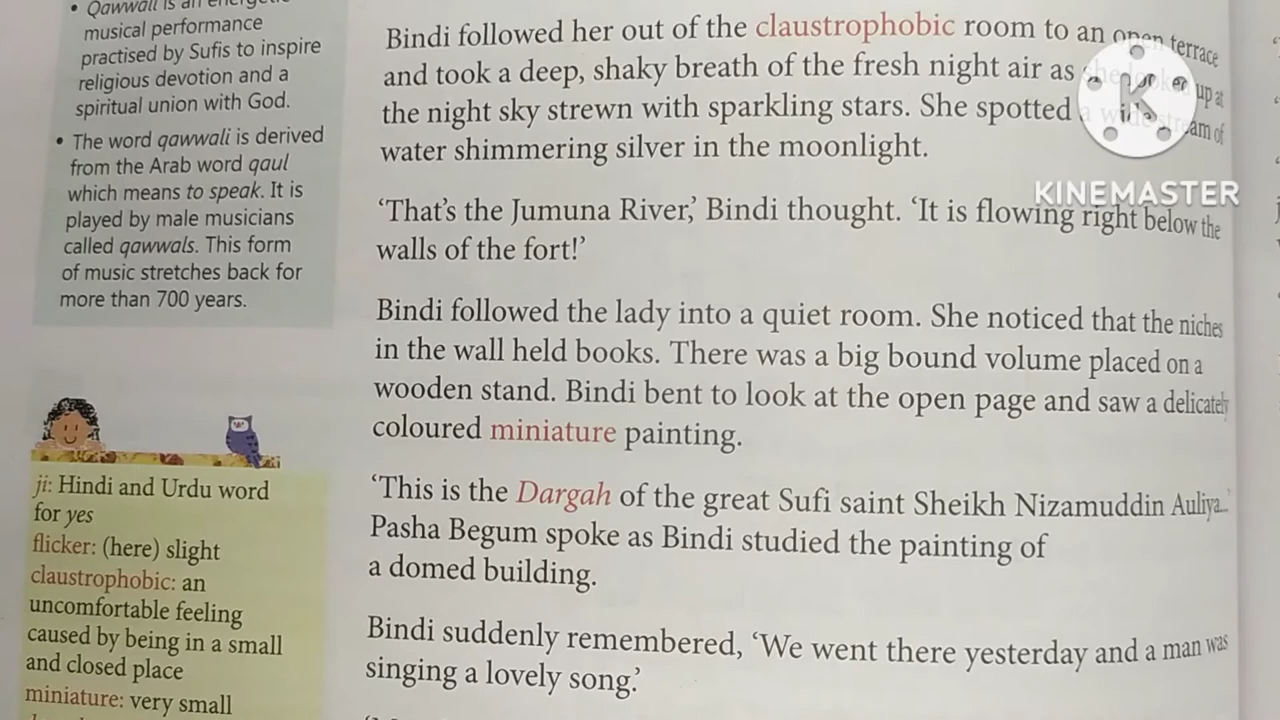 • Qawwali is an energetic
musical performance
practised by Sufis to inspire
religious devotion and a
spiritual union with God.
• The word qawwali is derived
from the Arab word qaul
which means to speak. It is
played by male musicians
called qawwals. This form
of music stretches back for
more than 700 years.
ji: Hindi and Urdu word
for yes
flicker: (here) slight
claustrophobic: an
uncomfortable feeling
caused by being in a small
and closed place
miniature: very small
Bindi followed her out of the claustrophobic room to an open terrace
and took a deep, shaky breath of the fresh night air as she looked up at
the night sky strewn with sparkling stars. She spotted a wide stream of
water shimmering silver in the moonlight.
‘That’s the Jumuna River,’ Bindi thought. ‘It is flowing right below the
walls of the fort!’
Bindi followed the lady into a quiet room. She noticed that the niches
in the wall held books. There was a big bound volume placed on a
wooden stand. Bindi bent to look at the open page and saw a delicately
coloured miniature painting.
‘This is the Dargah of the great Sufi saint Sheikh Nizamuddin Auliya.’
Pasha Begum spoke as Bindi studied the painting of
a domed building.
Bindi suddenly remembered, ‘We went there yesterday and a man was
singing a lovely song.’
K
KINEMASTER